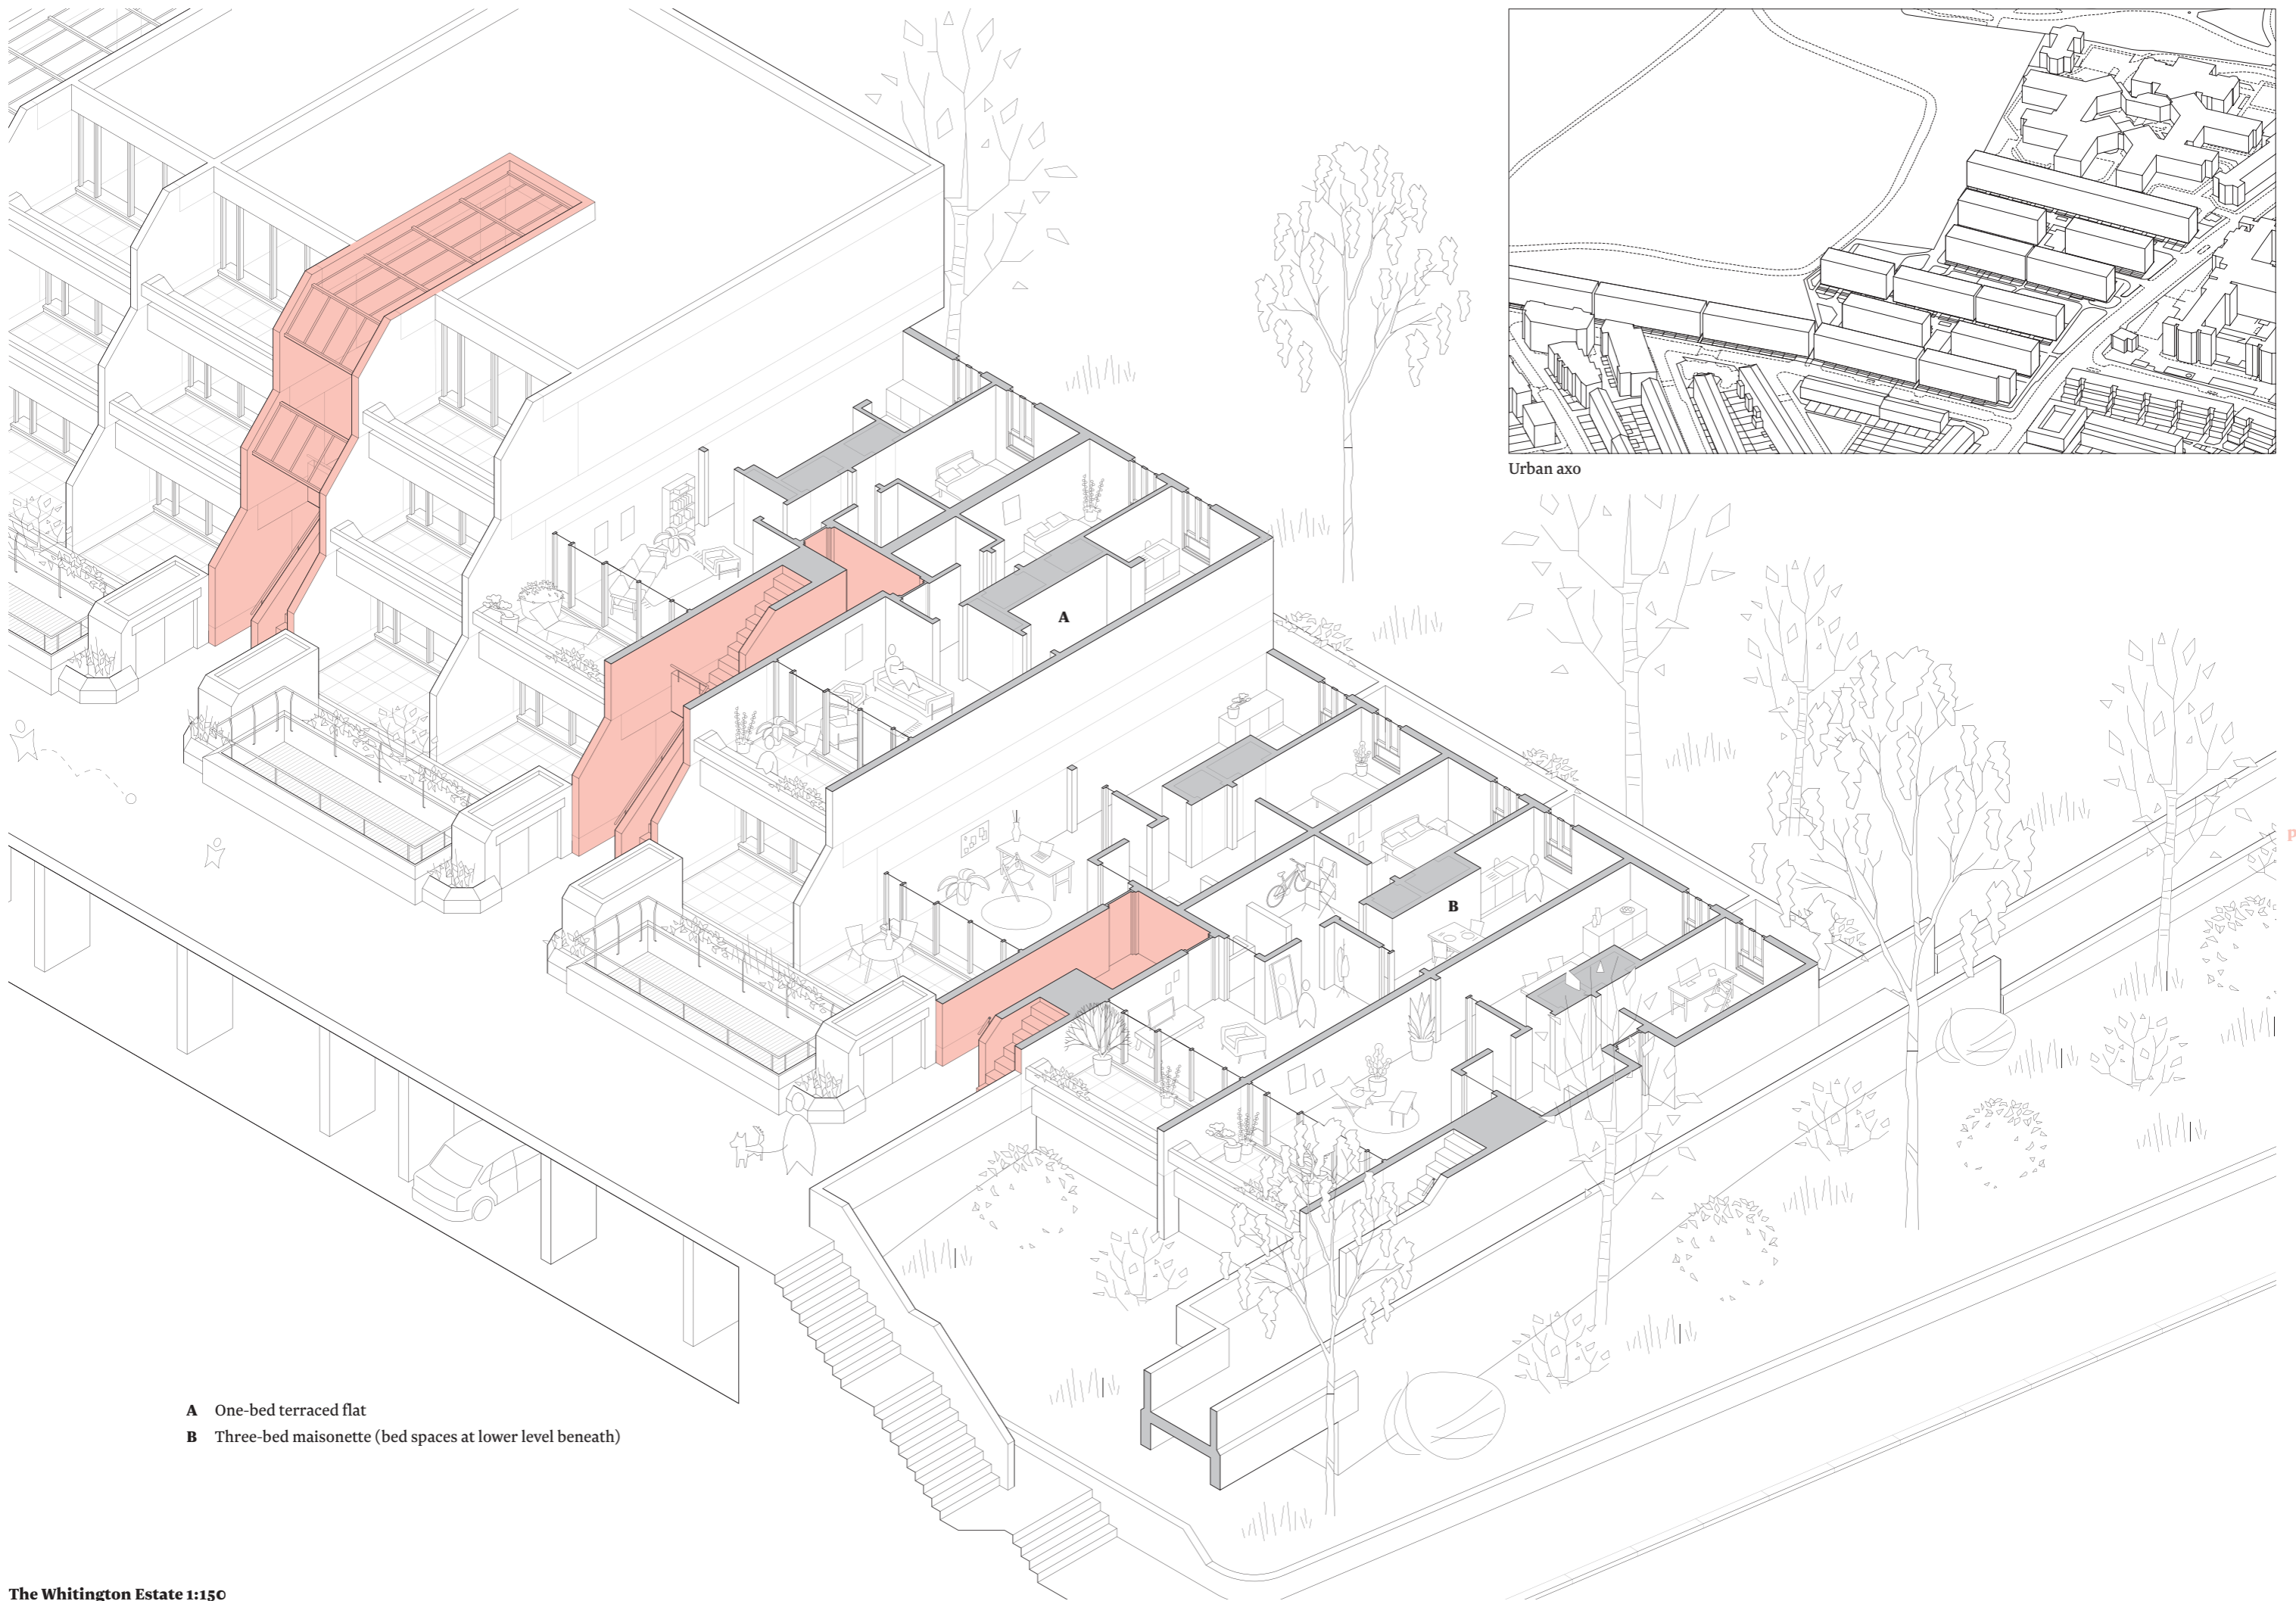 Urban axo
A
B
A One-bed terraced flat
B Three-bed maisonette (bed spaces at lower level beneath)
The Whitington Estate 1:150
p